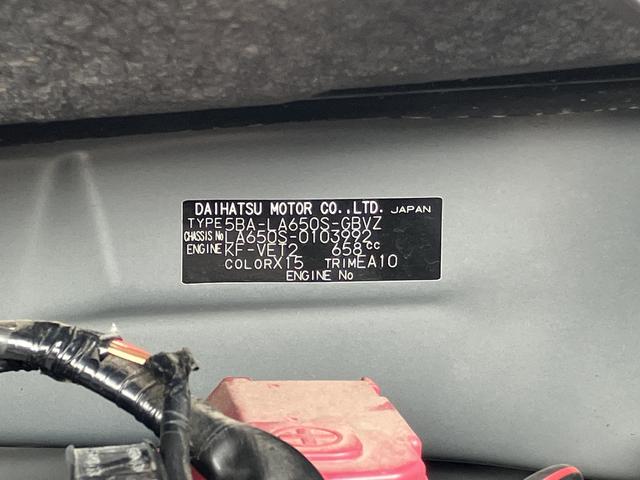 DAIHATSU MOTOR CO.,LTD. JAPAN
TYPE 5BA-LA650S-GBVZ
CHASSIS No LA650S-0103992
ENGINE KF-VET2 658cc
COLOR X15 TRIM EA10
ENGINE No